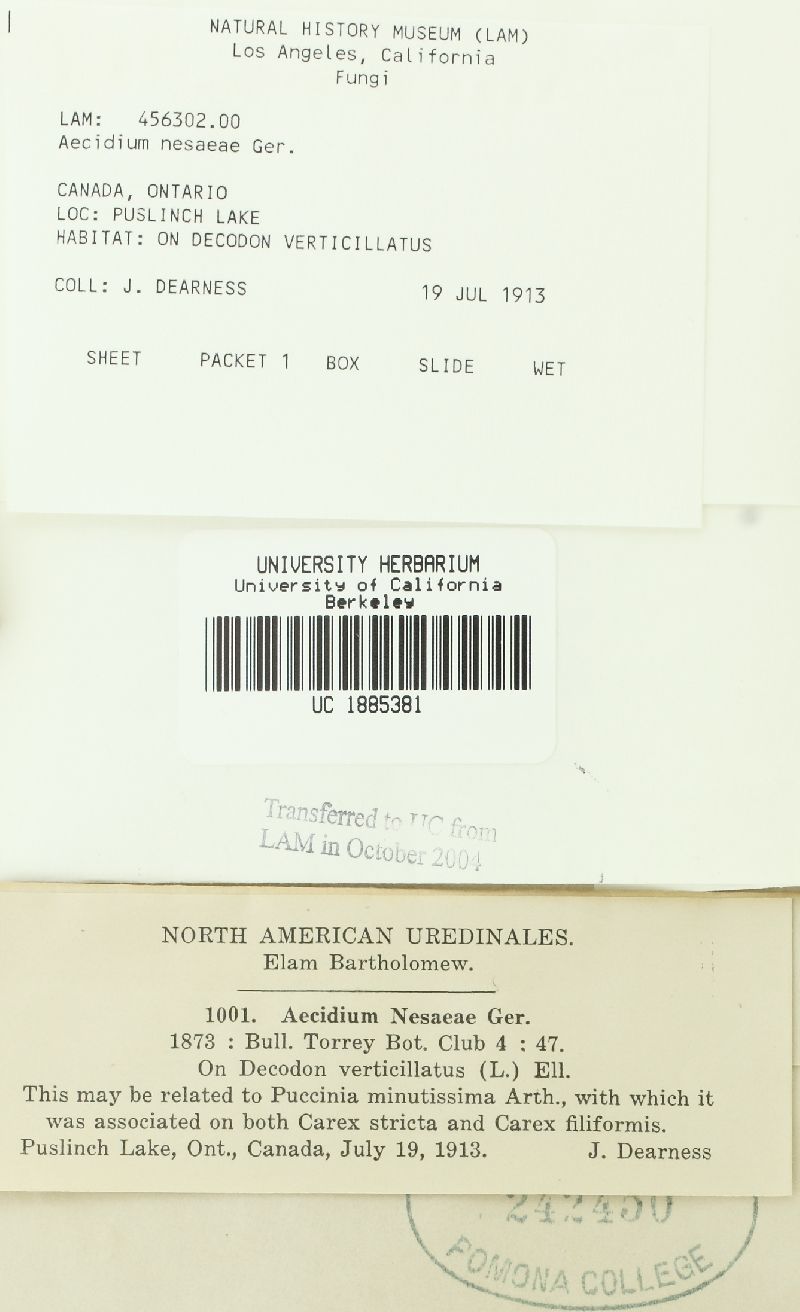 NATURAL HISTORY MUSEUM (LAM)
Los Angeles, California
Fungi
LAM: 456302.00
Aecidium nesaeae Ger.
CANADA, ONTARIO
LOC: PUSLINCH LAKE
HABITAT: ON DECODON VERTICILLATUS
COLL: J. DEARNESS 19 JUL 1913
SHEET PACKET 1 BOX SLIDE WET
UNIVERSITY HERBARIUM
University of California
Berkeley
UC 1885381
Transferred to UC from
LAM in October 2004
NORTH AMERICAN UREDINALES.
Elam Bartholomew.
1001. Aecidium Nesaeae Ger.
1873 : Bull. Torrey Bot. Club 4 : 47.
On Decodon verticillatus (L.) Ell.
This may be related to Puccinia minutissima Arth., with which it
was associated on both Carex stricta and Carex filiformis.
Puslinch Lake, Ont., Canada, July 19, 1913. J. Dearness
POMONA COLLEGE